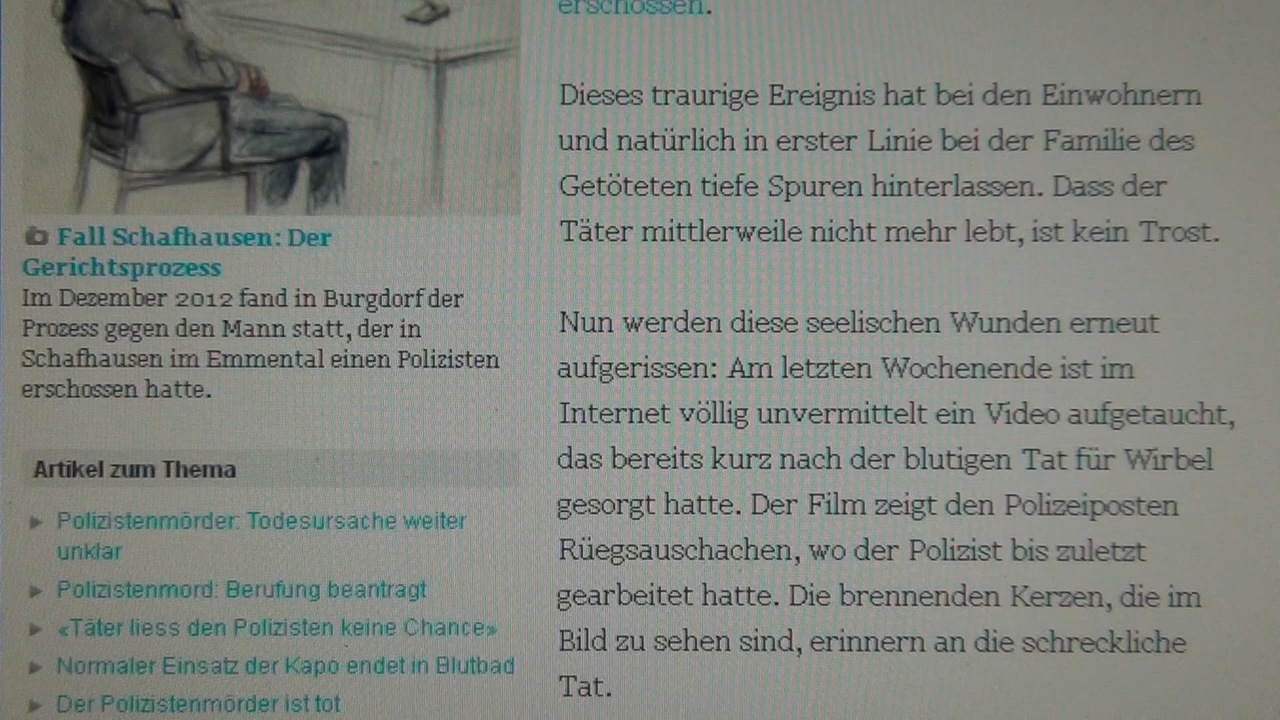 erschossen.
Dieses traurige Ereignis hat bei den Einwohnern
und natürlich in erster Linie bei der Familie des
Getöteten tiefe Spuren hinterlassen. Dass der
Täter mittlerweile nicht mehr lebt, ist kein Trost.
Nun werden diese seelischen Wunden erneut
aufgerissen: Am letzten Wochenende ist im
Internet völlig unvermittelt ein Video aufgetaucht,
das bereits kurz nach der blutigen Tat für Wirbel
gesorgt hatte. Der Film zeigt den Polizeiposten
Rüegsauschachen, wo der Polizist bis zuletzt
gearbeitet hatte. Die brennenden Kerzen, die im
Bild zu sehen sind, erinnern an die schreckliche
Tat.
Fall Schafhausen: Der
Gerichtsprozess
Im Dezember 2012 fand in Burgdorf der
Prozess gegen den Mann statt, der in
Schafhausen im Emmental einen Polizisten
erschossen hatte.
Artikel zum Thema
Polizistenmörder: Todesursache weiter
unklar
Polizistenmord: Berufung beantragt
«Täter liess den Polizisten keine Chance»
Normaler Einsatz der Kapo endet in Blutbad
Der Polizistenmörder ist tot